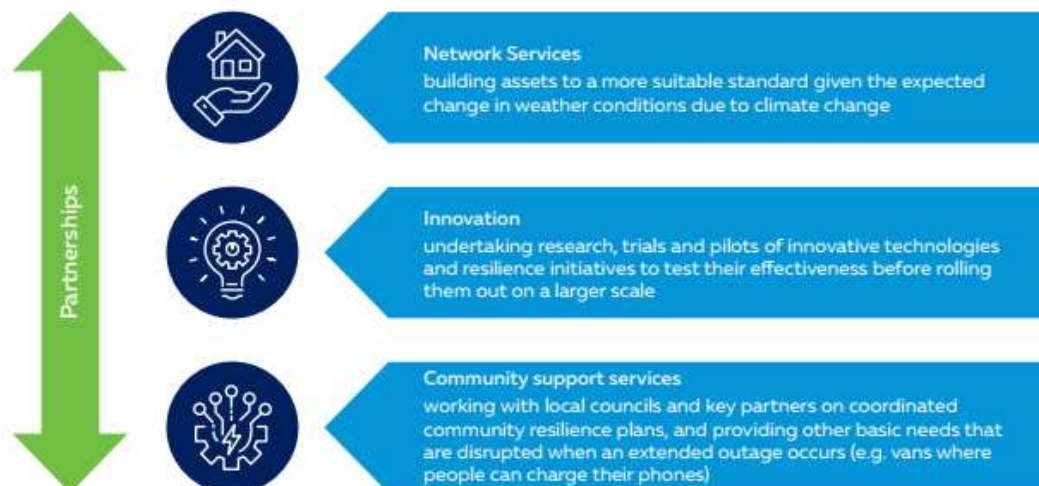 Partnerships
Network Services
building assets to a more suitable standard given the expected
change in weather conditions due to climate change
Innovation
undertaking research, trials and pilots of innovative technologies
and resilience initiatives to test their effectiveness before rolling
them out on a larger scale
Community support services
working with local councils and key partners on coordinated
community resilience plans, and providing other basic needs that
are disrupted when an extended outage occurs (e.g. vans where
people can charge their phones)